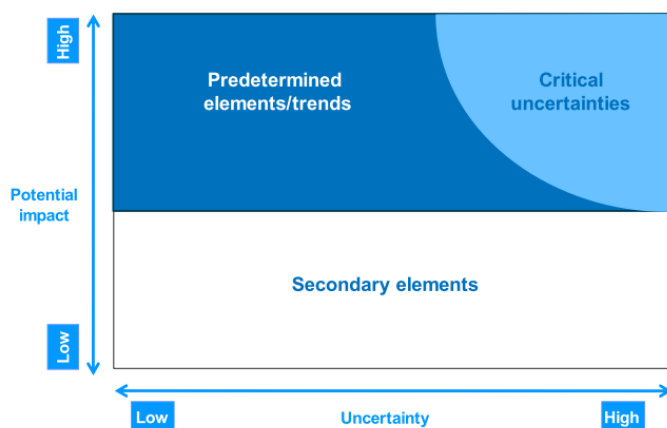 High
Predetermined
elements/trends
Critical
uncertainties
Potential
impact
Secondary elements
Low
Low
Uncertainty
High